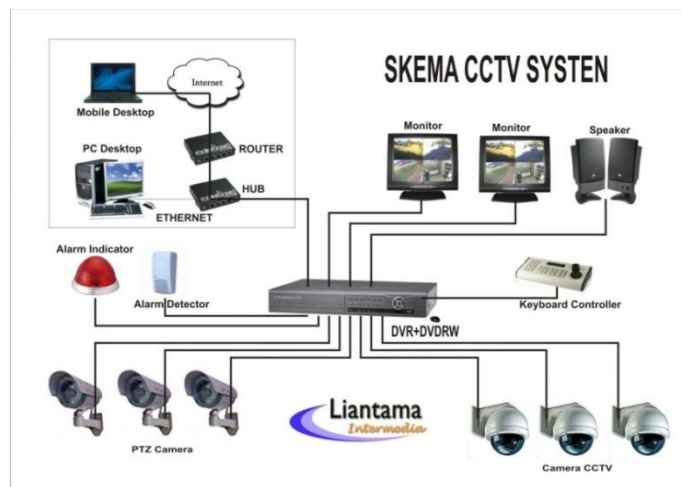 SKEMA CCTV SYSTEN
Internet
Mobile Desktop
Monitor
Monitor
Speaker
PC Desktop
ROUTER
HUB
ETHERNET
Alarm Indicator
Alarm Detector
Keyboard Controller
DVR+DVDRW
Liantama
Intermedia
PTZ Camera
Camera CCTV